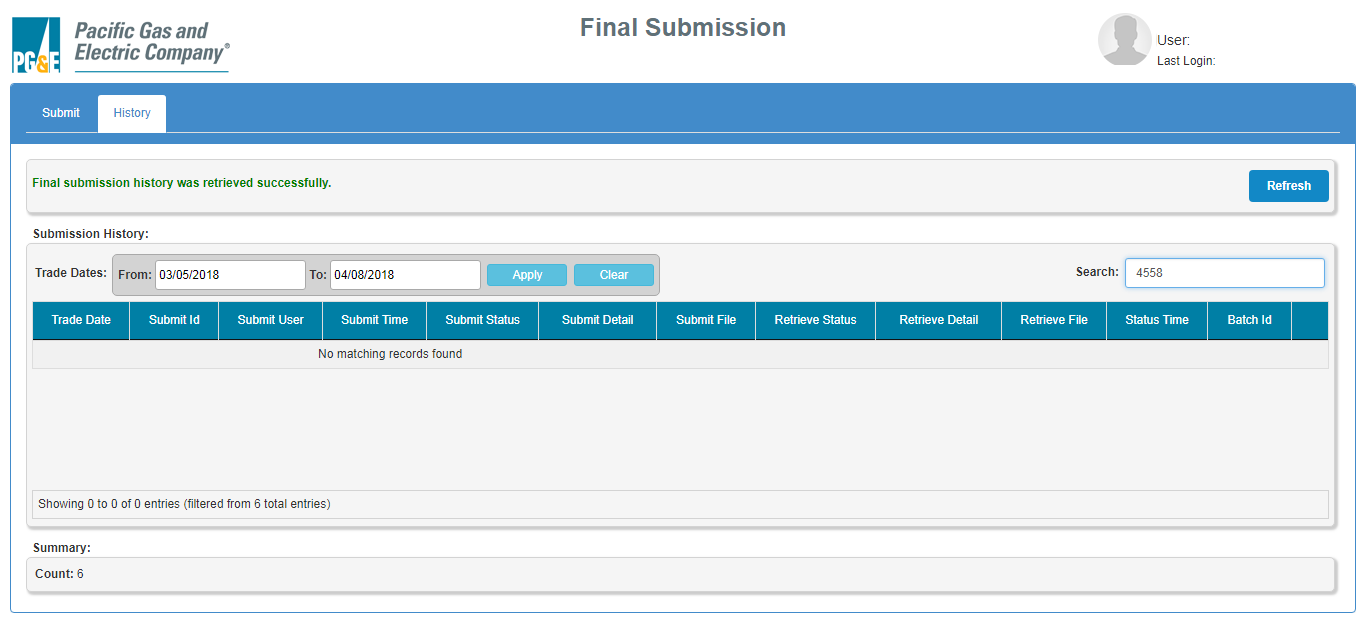 Pacific Gas and
Electric Company®
PG&E
Final Submission
User:
Last Login:
Submit History
Final submission history was retrieved successfully.
Refresh
Submission History:
Trade Dates: From: 03/05/2018 To: 04/08/2018 Apply Clear Search: 4558
Trade Date Submit Id Submit User Submit Time Submit Status Submit Detail Submit File Retrieve Status Retrieve Detail Retrieve File Status Time Batch Id
No matching records found
Showing 0 to 0 of 0 entries (filtered from 6 total entries)
Summary:
Count: 6